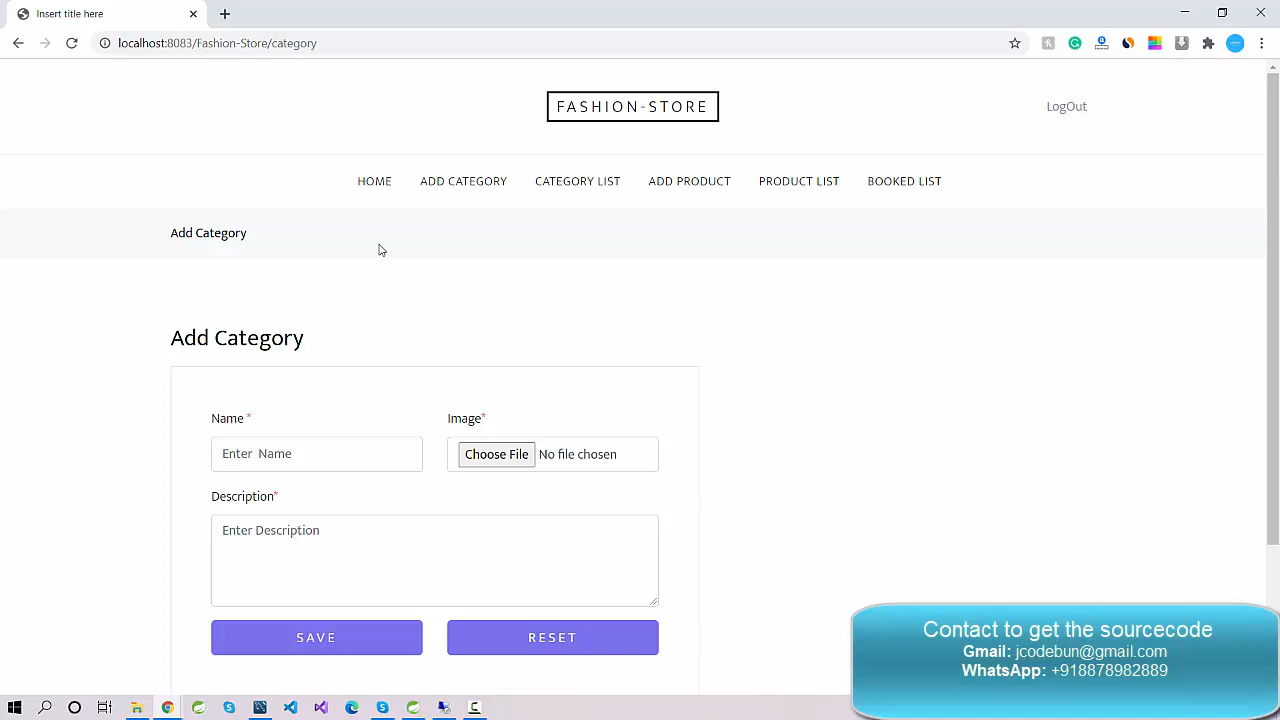 Insert title here
localhost:8083/Fashion-Store/category
FASHION-STORE
LogOut
HOME ADD CATEGORY CATEGORY LIST ADD PRODUCT PRODUCT LIST BOOKED LIST
Add Category
Add Category
Name * Image*
Enter Name Choose File No file chosen
Description*
Enter Description
SAVE RESET
Contact to get the sourcecode
Gmail: jcodebun@gmail.com
WhatsApp: +918878982889